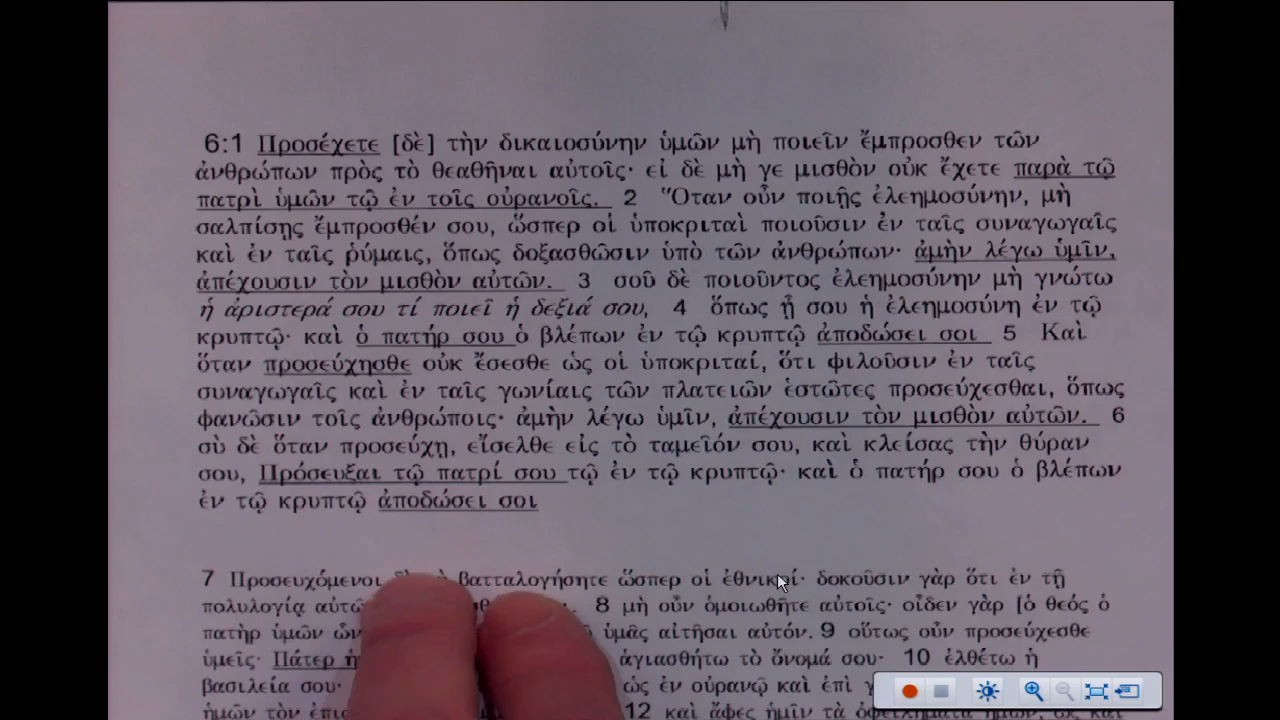 6:1 Προσέχετε [δὲ] τὴν δικαιοσύνην ὑμῶν μὴ ποιεῖν ἔμπροσθεν τῶν
ἀνθρώπων πρὸς τὸ θεαθῆναι αὐτοῖς· εἰ δὲ μὴ γε μισθὸν οὐκ ἔχετε παρὰ τῷ
πατρὶ ὑμῶν τῷ ἐν τοῖς οὐρανοῖς. 2 Ὅταν οὖν ποιῇς ἐλεημοσύνην, μὴ
σαλπίσῃς ἔμπροσθέν σου, ὥσπερ οἱ ὑποκριταὶ ποιοῦσιν ἐν ταῖς συναγωγαῖς
καὶ ἐν ταῖς ῥύμαις, ὅπως δοξασθῶσιν ὑπὸ τῶν ἀνθρώπων· ἀμὴν λέγω ὑμῖν,
ἀπέχουσιν τὸν μισθὸν αὐτῶν. 3 σοῦ δὲ ποιοῦντος ἐλεημοσύνην μὴ γνώτω
ἡ ἀριστερά σου τί ποιεῖ ἡ δεξιά σου, 4 ὅπως ᾖ σου ἡ ἐλεημοσύνη ἐν τῷ
κρυπτῷ· καὶ ὁ πατήρ σου ὁ βλέπων ἐν τῷ κρυπτῷ ἀποδώσει σοι 5 Καὶ
ὅταν προσεύχησθε οὐκ ἔσεσθε ὡς οἱ ὑποκριταί, ὅτι φιλοῦσιν ἐν ταῖς
συναγωγαῖς καὶ ἐν ταῖς γωνίαις τῶν πλατειῶν ἑστῶτες προσεύχεσθαι, ὅπως
φανῶσιν τοῖς ἀνθρώποις· ἀμὴν λέγω ὑμῖν, ἀπέχουσιν τὸν μισθὸν αὐτῶν. 6
σὺ δὲ ὅταν προσεύχῃ, εἴσελθε εἰς τὸ ταμεῖόν σου, καὶ κλείσας τὴν θύραν
σου, Πρόσευξαι τῷ πατρί σου τῷ ἐν τῷ κρυπτῷ· καὶ ὁ πατήρ σου ὁ βλέπων
ἐν τῷ κρυπτῷ ἀποδώσει σοι
7 Προσευχόμενοι βατταλογήσητε ὥσπερ οἱ ἐθνικοί· δοκοῦσιν γὰρ ὅτι ἐν τῇ
πολυλογίᾳ 8 μὴ οὖν ὁμοιωθῆτε αὐτοῖς· οἶδεν γὰρ [ὁ θεός ὁ
πατὴρ ὑμῶν ὧν ὑμᾶς αἰτῆσαι αὐτόν. 9 οὕτως οὖν προσεύχεσθε
ὑμεῖς· Πάτερ ἁγιασθήτω τὸ ὄνομά σου· 10 ἐλθέτω ἡ
βασιλεία σου· ὡς ἐν οὐρανῷ καὶ ἐπὶ
ἡμῶν τὸν 12 καὶ ἄφες ἡμῖν τὰ ὀφειλήματα ἡμῶν,